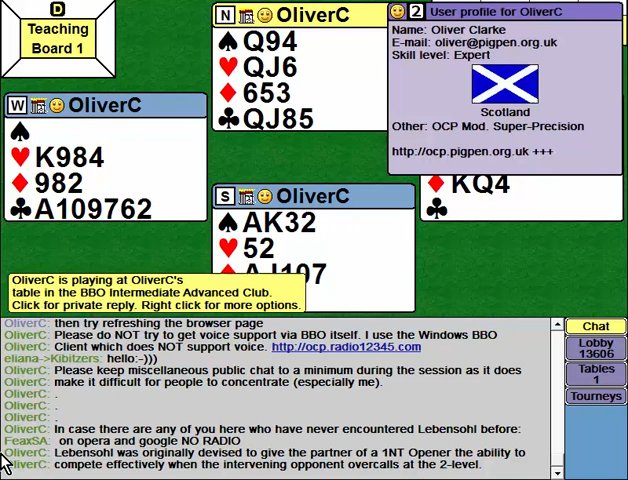 D
Teaching
Board 1
N OliverC
♠ Q94
♥ QJ6
♦ 653
♣ QJ85
2 User profile for OliverC
Name: Oliver Clarke
E-mail: oliver@pigpen.org.uk
Skill level: Expert
Scotland
Other: OCP Mod. Super-Precision
http://ocp.pigpen.org.uk +++
W OliverC
♠
♥ K984
♦ 982
♣ A109762
♦ KQ4
♣
S OliverC
♠ AK32
♥ 52
♦ AJ107
OliverC is playing at OliverC's
table in the BBO Intermediate Advanced Club.
Click for private reply. Right click for more options.
OliverC: then try refreshing the browser page
OliverC: Please do NOT try to get voice support via BBO itself. I use the Windows BBO
OliverC: Client which does NOT support voice. http://ocp.radio12345.com
eliana->Kibitzers: hello:-)))
OliverC: Please keep miscellaneous public chat to a minimum during the session as it does
OliverC: make it difficult for people to concentrate (especially me).
OliverC: .
OliverC: .
OliverC: .
OliverC: In case there are any of you here who have never encountered Lebensohl before:
FeaxSA: on opera and google NO RADIO
OliverC: Lebensohl was originally devised to give the partner of a 1NT Opener the ability to
OliverC: compete effectively when the intervening opponent overcalls at the 2-level.
Chat
Lobby
13606
Tables
1
Tourneys